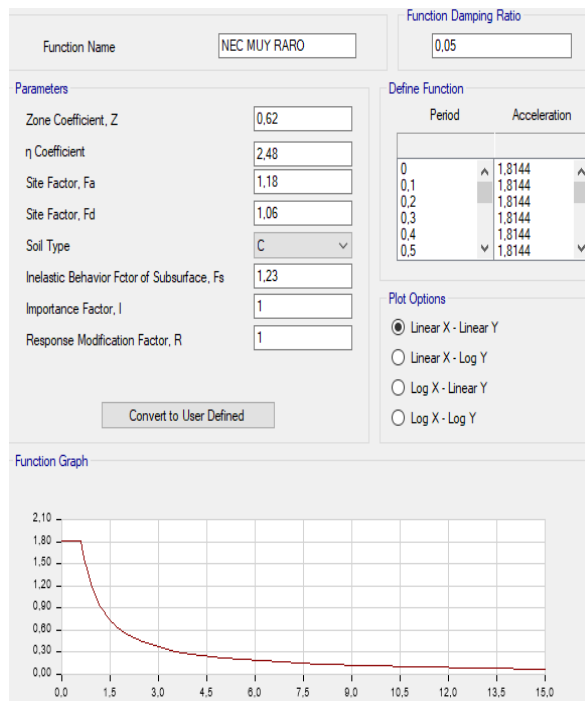 Function Damping Ratio
Function Name
NEC MUY RARO
0,05
Parameters
Zone Coefficient, Z
0,62
η Coefficient
2,48
Site Factor, Fa
1,18
Site Factor, Fd
1,06
Soil Type
C
Inelastic Behavior Fctor of Subsurface, Fs
1,23
Importance Factor, I
1
Response Modification Factor, R
1
Convert to User Defined
Define Function
Period Acceleration
0 1,8144
0,1 1,8144
0,2 1,8144
0,3 1,8144
0,4 1,8144
0,5 1,8144
Plot Options
Linear X - Linear Y
Linear X - Log Y
Log X - Linear Y
Log X - Log Y
Function Graph
2,10
1,80
1,50
1,20
0,90
0,60
0,30
0,00
0,0 1,5 3,0 4,5 6,0 7,5 9,0 10,5 12,0 13,5 15,0